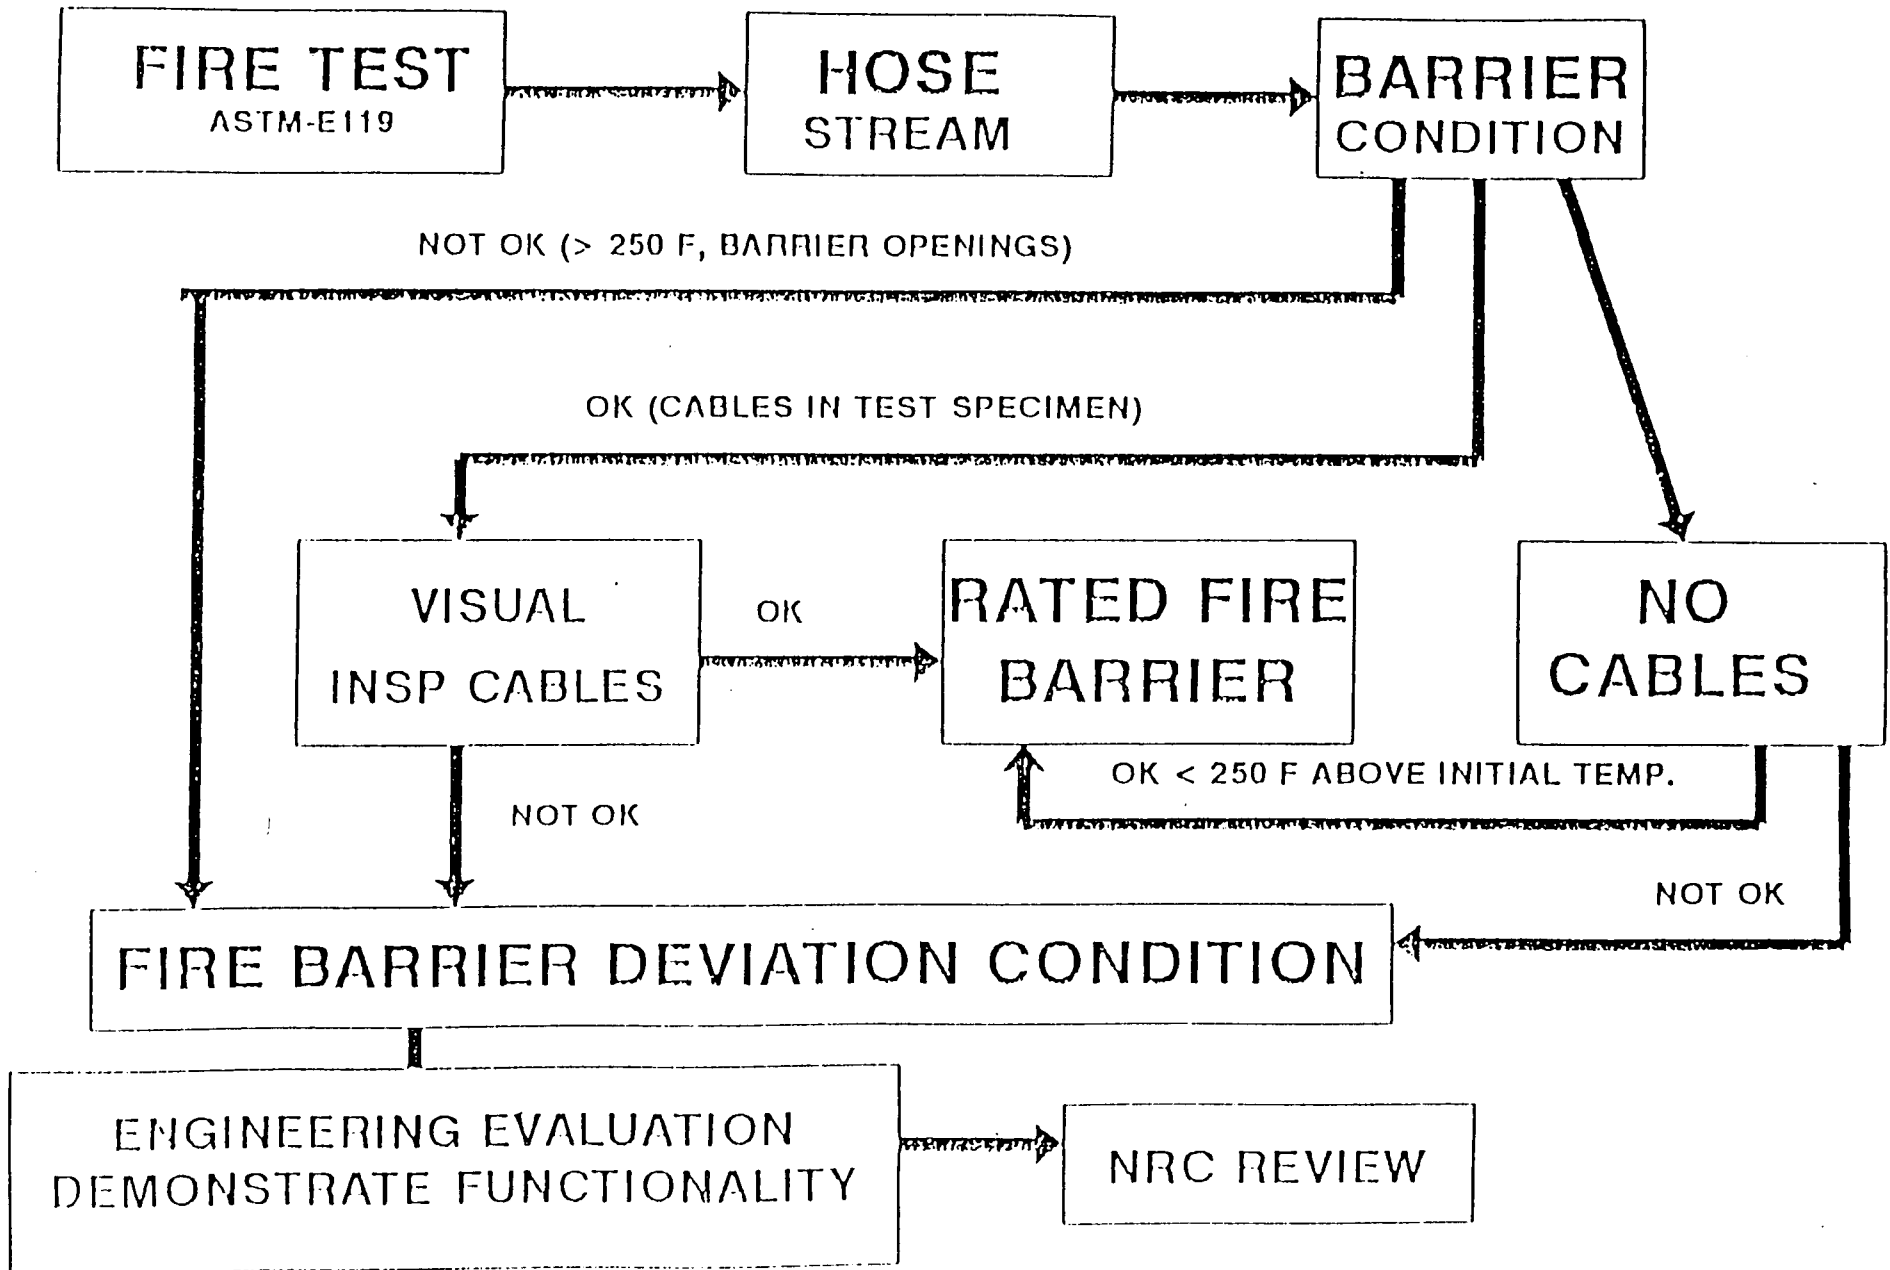 FIRE TEST
ASTM-E119
HOSE
STREAM
BARRIER
CONDITION
NOT OK (> 250 F, BARRIER OPENINGS)
OK (CABLES IN TEST SPECIMEN)
VISUAL
INSP CABLES
OK
RATED FIRE
BARRIER
NO
CABLES
OK < 250 F ABOVE INITIAL TEMP.
NOT OK
NOT OK
FIRE BARRIER DEVIATION CONDITION
ENGINEERING EVALUATION
DEMONSTRATE FUNCTIONALITY
NRC REVIEW